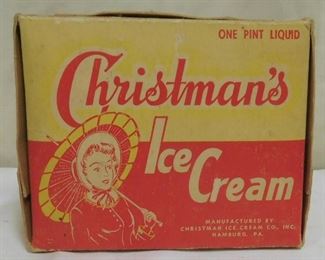 ONE PINT LIQUID
Christman's
Ice
Cream
MANUFACTURED BY
CHRISTMAN ICE CREAM CO., INC.
HAMBURG, PA.